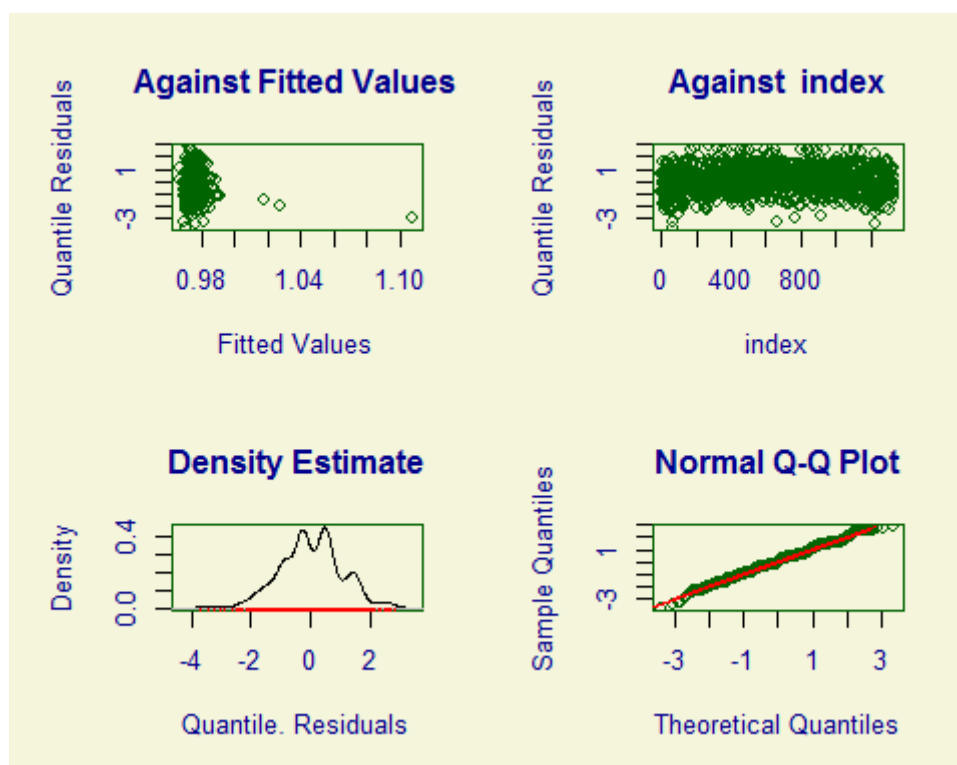 Against Fitted Values
Quantile Residuals
1
-3
0.98 1.04 1.10
Fitted Values
Against index
Quantile Residuals
1
-3
0 400 800
index
Density Estimate
Density
0.4
0.0
-4 -2 0 2
Quantile. Residuals
Normal Q-Q Plot
Sample Quantiles
1
-3
-3 -1 1 3
Theoretical Quantiles